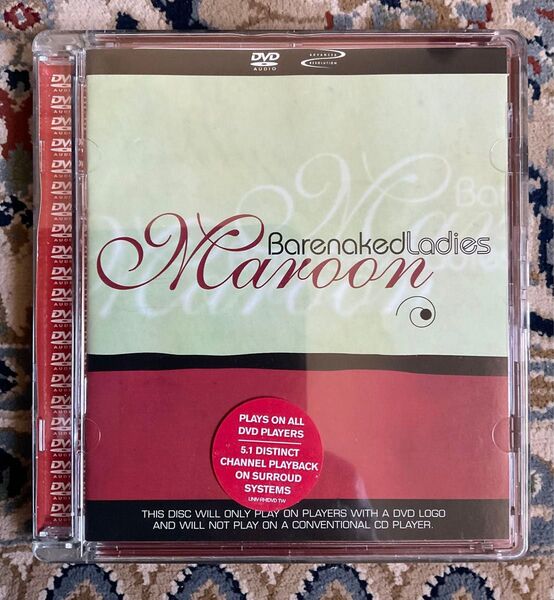 DVD
AUDIO
ADVANCED
RESOLUTION
BarenakedLadies
Maroon
PLAYS ON ALL
DVD PLAYERS
5.1 DISTINCT
CHANNEL PLAYBACK
ON SURROUD
SYSTEMS
THIS DISC WILL ONLY PLAY ON PLAYERS WITH A DVD LOGO
AND WILL NOT PLAY ON A CONVENTIONAL CD PLAYER.